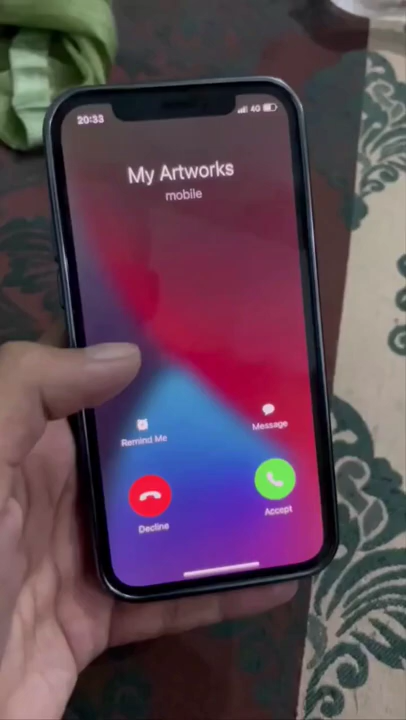 20:33
4G
My Artworks
mobile
Remind Me
Message
Decline
Accept